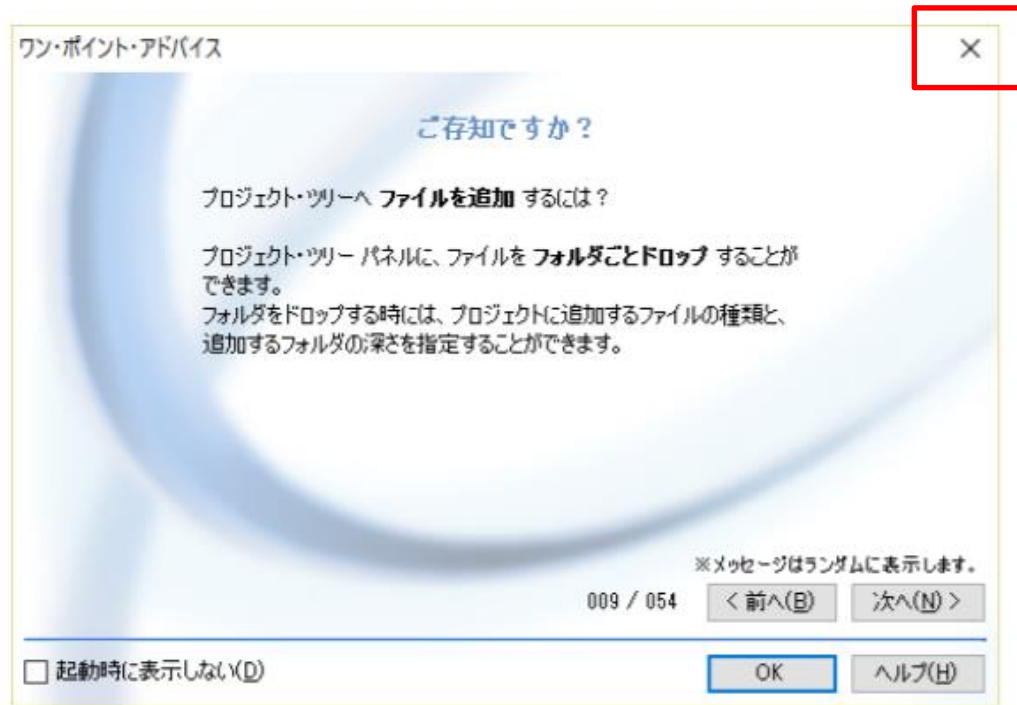 ワン・ポイント・アドバイス
ご存知ですか?
プロジェクト・ツリーへ ファイルを追加 するには?
プロジェクト・ツリー パネルに、ファイルを フォルダごとドロップ することが
できます。
フォルダをドロップする時には、プロジェクトに追加するファイルの種類と、
追加するフォルダの深さを指定することができます。
※メッセージはランダムに表示します。
009 / 054 < 前へ(B) 次へ(N) >
起動時に表示しない(D) OK ヘルプ(H)